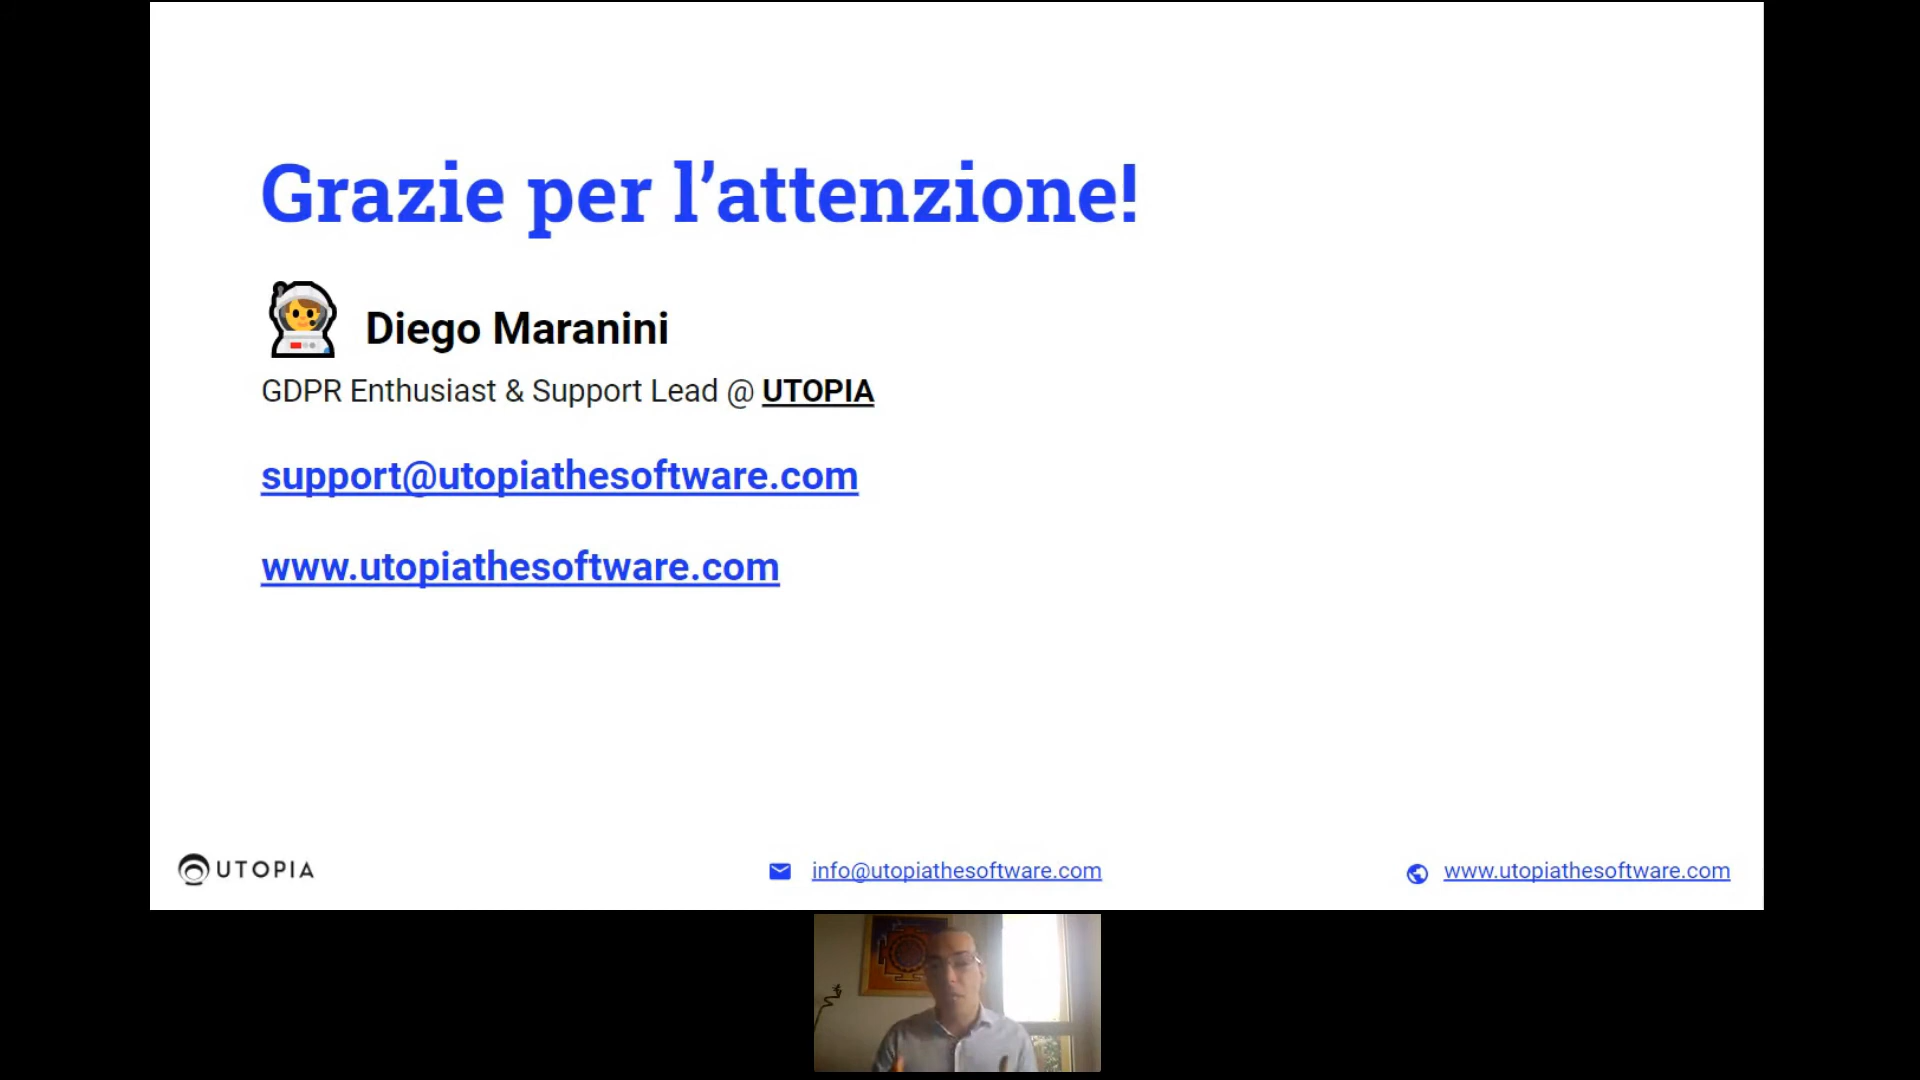 Grazie per l’attenzione!
Diego Maranini
GDPR Enthusiast & Support Lead @ UTOPIA
support@utopiathesoftware.com
www.utopiathesoftware.com
UTOPIA
info@utopiathesoftware.com
www.utopiathesoftware.com